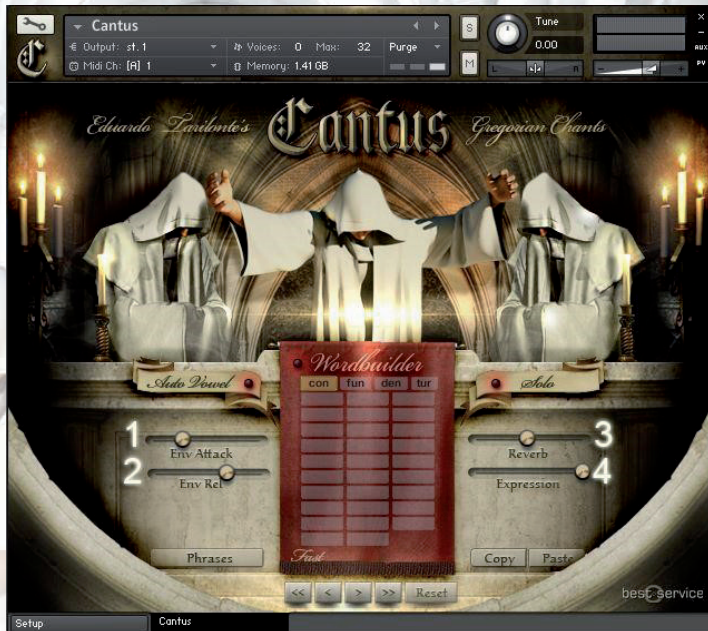 Cantus
S
Tune
0.00
Output: st. 1
Voices: 0 Max: 32
Purge
Midi Ch: [A] 1
Memory: 1.41 GB
M
L R
AUX
PV
Eduardo Tarilonte's
Cantus
Gregorian Chants
Wordbuilder
con fun den tur
Auto Vowel
Solo
1
Env Attack
2
Env Rel
3
Reverb
4
Expression
Phrases
Fast
Copy Paste
<< < > >> Reset
best service
Setup
Cantus